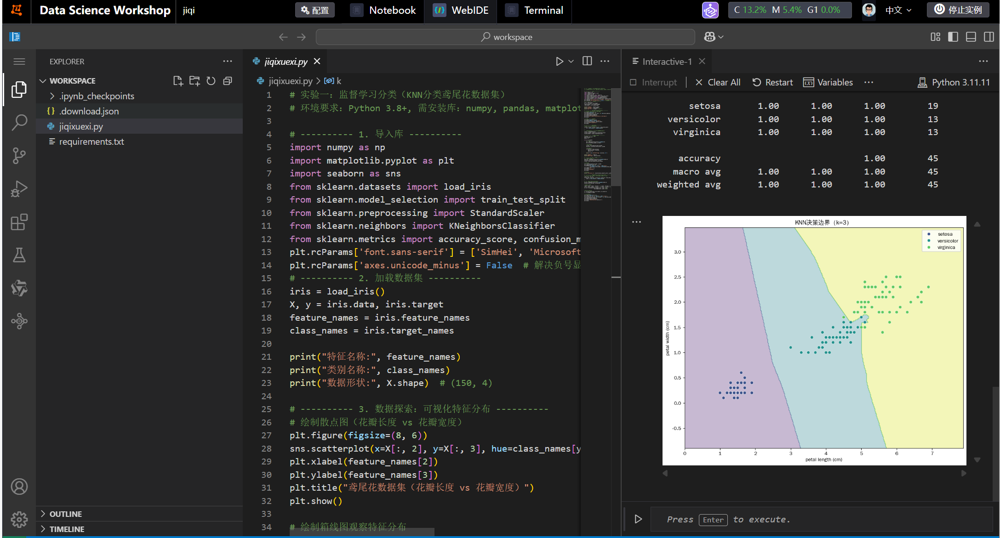 Data Science Workshop jiqi 配置 Notebook WebIDE Terminal C 13.2% M 5.4% G1 0.0% 中文 停止实例
workspace
EXPLORER
WORKSPACE
.ipynb_checkpoints
.download.json
jiqixuexi.py
requirements.txt
OUTLINE
TIMELINE
jiqixuexi.py
jiqixuexi.py > k
1 # 实验一: 监督学习分类（KNN分类鸢尾花数据集）
2 # 环境要求: Python 3.8+, 需安装库: numpy, pandas, matplot
3
4 # ---------- 1. 导入库 ----------
5 import numpy as np
6 import matplotlib.pyplot as plt
7 import seaborn as sns
8 from sklearn.datasets import load_iris
9 from sklearn.model_selection import train_test_split
10 from sklearn.preprocessing import StandardScaler
11 from sklearn.neighbors import KNeighborsClassifier
12 from sklearn.metrics import accuracy_score, confusion_m
13 plt.rcParams['font.sans-serif'] = ['SimHei', 'Microsoft
14 plt.rcParams['axes.unicode_minus'] = False # 解决负号显
15 # ---------- 2. 加载数据集 ----------
16 iris = load_iris()
17 X, y = iris.data, iris.target
18 feature_names = iris.feature_names
19 class_names = iris.target_names
20
21 print("特征名称:", feature_names)
22 print("类别名称:", class_names)
23 print("数据形状:", X.shape) # (150, 4)
24
25 # ---------- 3. 数据探索: 可视化特征分布 ----------
26 # 绘制散点图（花瓣长度 vs 花瓣宽度）
27 plt.figure(figsize=(8, 6))
28 sns.scatterplot(x=X[:, 2], y=X[:, 3], hue=class_names[y
29 plt.xlabel(feature_names[2])
30 plt.ylabel(feature_names[3])
31 plt.title("鸢尾花数据集（花瓣长度 vs 花瓣宽度）")
32 plt.show()
33
34 # 绘制箱线图观察特征分布
Interactive-1
Interrupt Clear All Restart Variables Python 3.11.11
setosa 1.00 1.00 1.00 19
versicolor 1.00 1.00 1.00 13
virginica 1.00 1.00 1.00 13
accuracy 1.00 45
macro avg 1.00 1.00 1.00 45
weighted avg 1.00 1.00 1.00 45
KNN决策边界（k=3）
setosa
versicolor
virginica
3.0
2.5
2.0
1.5
1.0
0.5
0.0
-0.5
petal width (cm)
0 1 2 3 4 5 6 7
petal length (cm)
Press Enter to execute.